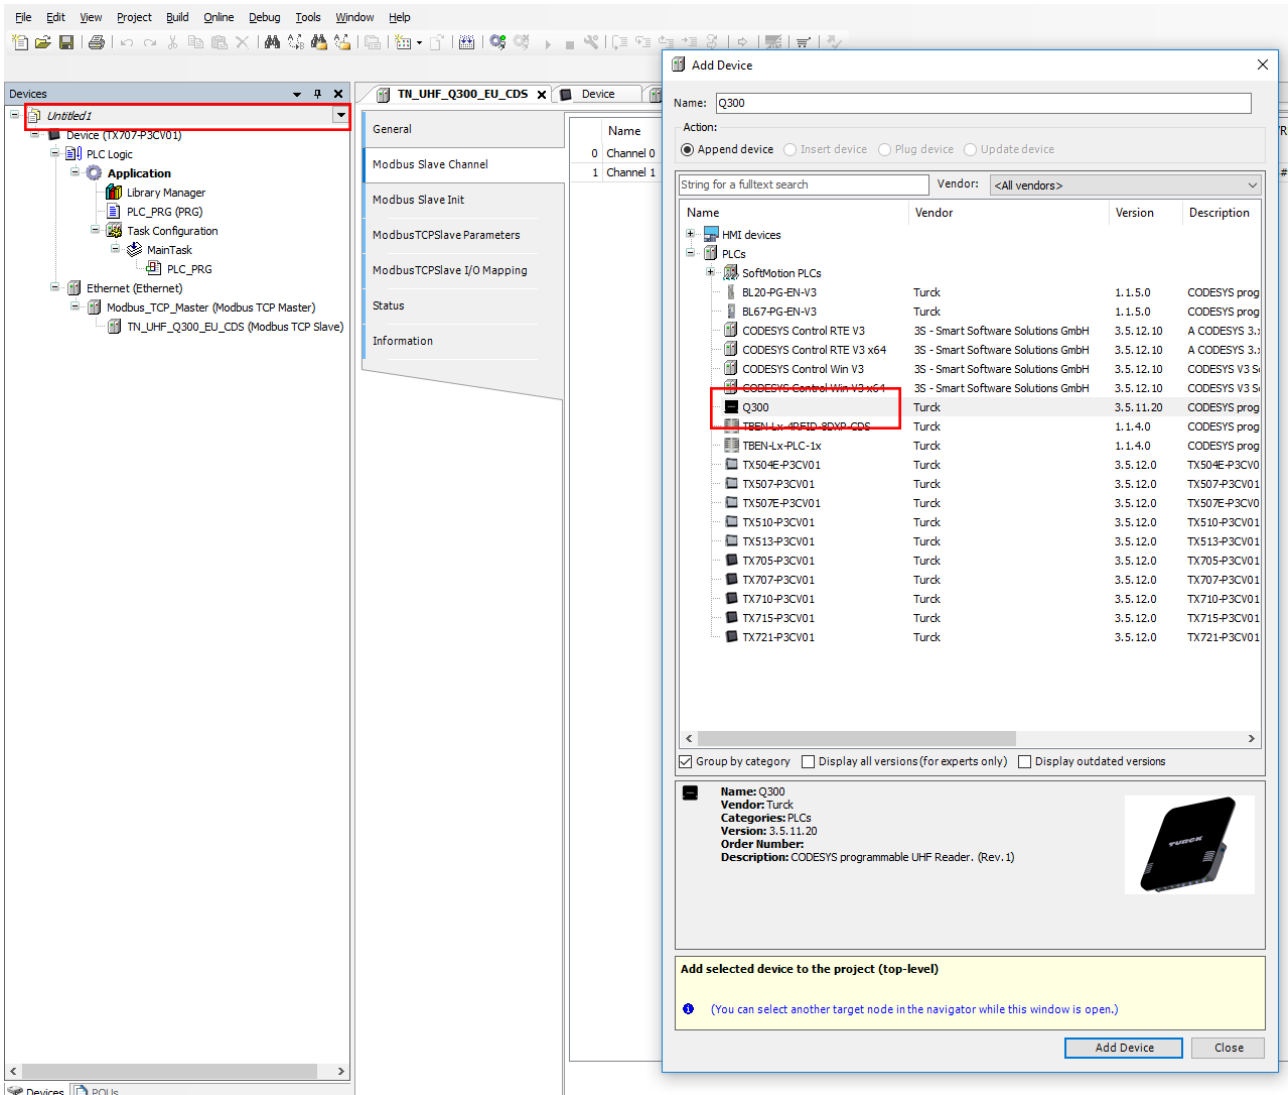 File Edit View Project Build Online Debug Tools Window Help
Devices
Untitled1
Device (TX707-P3CV01)
PLC Logic
Application
Library Manager
PLC_PRG (PRG)
Task Configuration
MainTask
PLC_PRG
Ethernet (Ethernet)
Modbus_TCP_Master (Modbus TCP Master)
TN_UHF_Q300_EU_CDS (Modbus TCP Slave)
Devices POUs
TN_UHF_Q300_EU_CDS Device
General
Modbus Slave Channel
Modbus Slave Init
ModbusTCPSlave Parameters
ModbusTCPSlave I/O Mapping
Status
Information
Name
0 Channel 0
1 Channel 1
Add Device
Name: Q300
Action:
Append device Insert device Plug device Update device
String for a fulltext search Vendor: <All vendors>
Name Vendor Version Description
HMI devices
PLCs
SoftMotion PLCs
BL20-PG-EN-V3 Turck 1.1.5.0 CODESYS prog
BL67-PG-EN-V3 Turck 1.1.5.0 CODESYS prog
CODESYS Control RTE V3 3S - Smart Software Solutions GmbH 3.5.12.10 A CODESYS 3.
CODESYS Control RTE V3 x64 3S - Smart Software Solutions GmbH 3.5.12.10 A CODESYS 3.
CODESYS Control Win V3 3S - Smart Software Solutions GmbH 3.5.12.10 CODESYS V3 S
CODESYS Control Win V3 x64 3S - Smart Software Solutions GmbH 3.5.12.10 CODESYS V3 S
Q300 Turck 3.5.11.20 CODESYS prog
TBEN-Lx-4RFID-8DXP-CDS Turck 1.1.4.0 CODESYS prog
TBEN-Lx-PLC-1x Turck 1.1.4.0 CODESYS prog
TX504E-P3CV01 Turck 3.5.12.0 TX504E-P3CV0
TX507-P3CV01 Turck 3.5.12.0 TX507-P3CV01
TX507E-P3CV01 Turck 3.5.12.0 TX507E-P3CV0
TX510-P3CV01 Turck 3.5.12.0 TX510-P3CV01
TX513-P3CV01 Turck 3.5.12.0 TX513-P3CV01
TX705-P3CV01 Turck 3.5.12.0 TX705-P3CV01
TX707-P3CV01 Turck 3.5.12.0 TX707-P3CV01
TX710-P3CV01 Turck 3.5.12.0 TX710-P3CV01
TX715-P3CV01 Turck 3.5.12.0 TX715-P3CV01
TX721-P3CV01 Turck 3.5.12.0 TX721-P3CV01
Group by category Display all versions (for experts only) Display outdated versions
Name: Q300
Vendor: Turck
Categories: PLCs
Version: 3.5.11.20
Order Number:
Description: CODESYS programmable UHF Reader. (Rev.1)
TURCK
Add selected device to the project (top-level)
(You can select another target node in the navigator while this window is open.)
Add Device Close